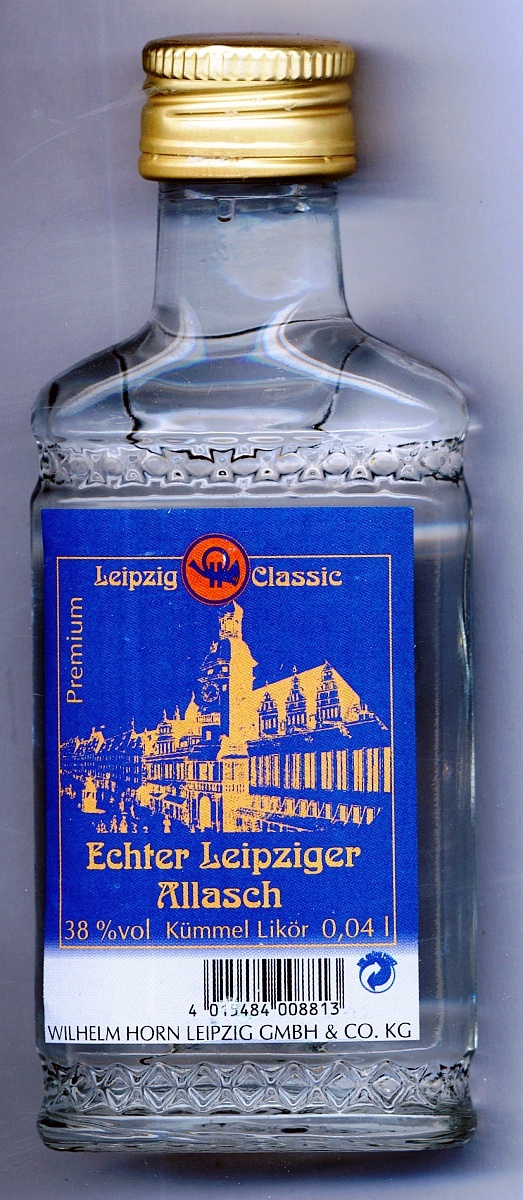 Leipzig Classic
Premium
Echter Leipziger
Allasch
38 %vol Kümmel Likör 0,04 l
4 019484 008813
WILHELM HORN LEIPZIG GMBH & CO. KG